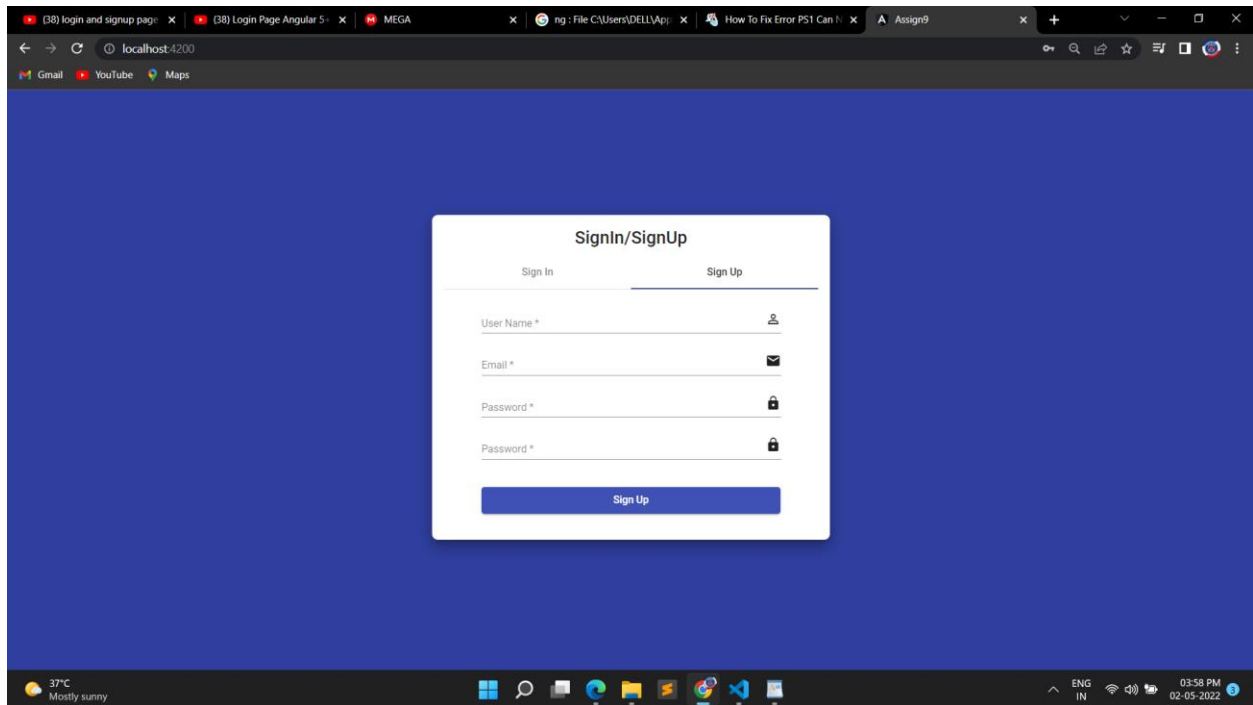 (38) login and signup page
(38) Login Page Angular 5+
MEGA
ng : File C:\Users\DELL\App
How To Fix Error PS1 Can N
Assign9
localhost:4200
Gmail
YouTube
Maps
SignIn/SignUp
Sign In
Sign Up
User Name *
Email *
Password *
Password *
Sign Up
37°C
Mostly sunny
ENG
IN
03:58 PM
02-05-2022
3